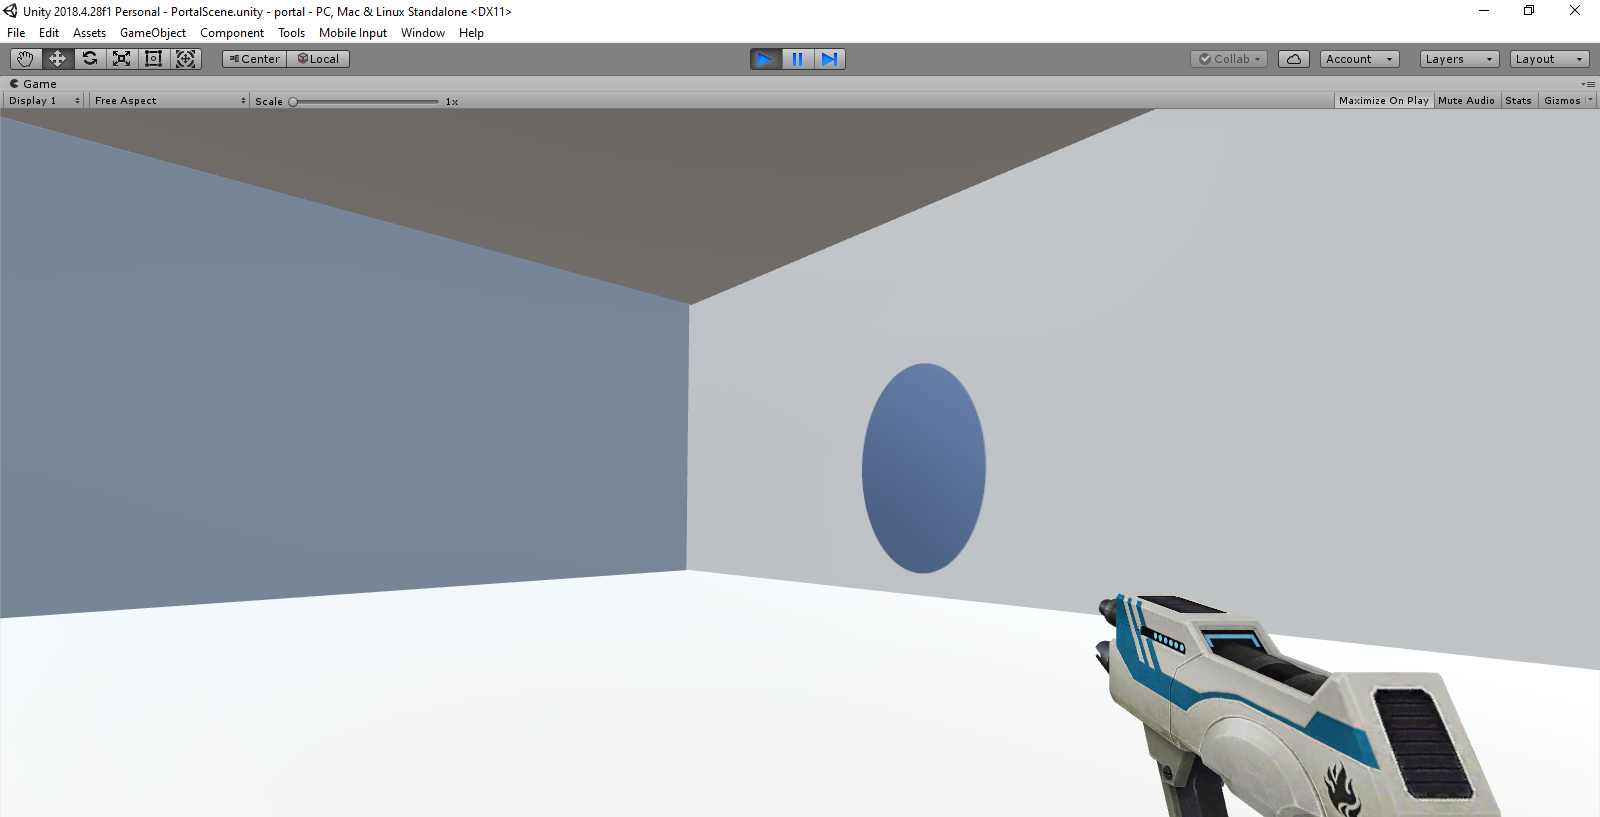 Unity 2018.4.28f1 Personal - PortalScene.unity - portal - PC, Mac & Linux Standalone <DX11>
File Edit Assets GameObject Component Tools Mobile Input Window Help
Center Local Collab Account Layers Layout
Game
Display 1 Free Aspect Scale 1x Maximize On Play Mute Audio Stats Gizmos